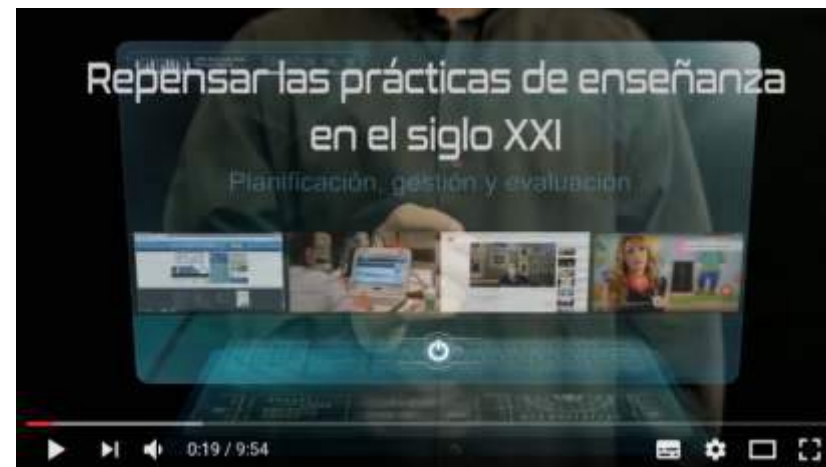 Repensar las prácticas de enseñanza
en el siglo XXI
Planificación, gestión y evaluación
0:19 / 9:54